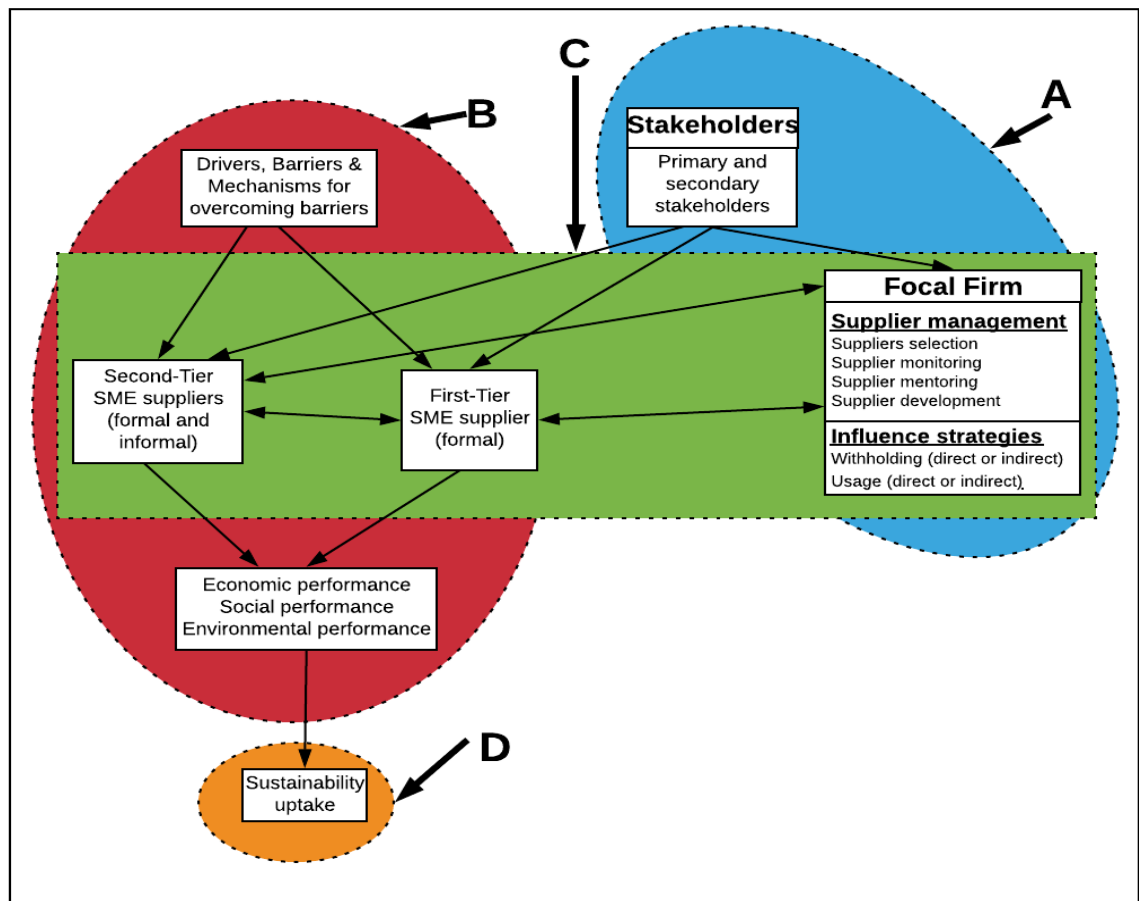 C
A
B
Stakeholders
Primary and
secondary
stakeholders
Drivers, Barriers &
Mechanisms for
overcoming barriers
Focal Firm
Supplier management
Suppliers selection
Supplier monitoring
Supplier mentoring
Supplier development
Influence strategies
Withholding (direct or indirect)
Usage (direct or indirect)
Second-Tier
SME suppliers
(formal and
informal)
First-Tier
SME supplier
(formal)
Economic performance
Social performance
Environmental performance
D
Sustainability
uptake